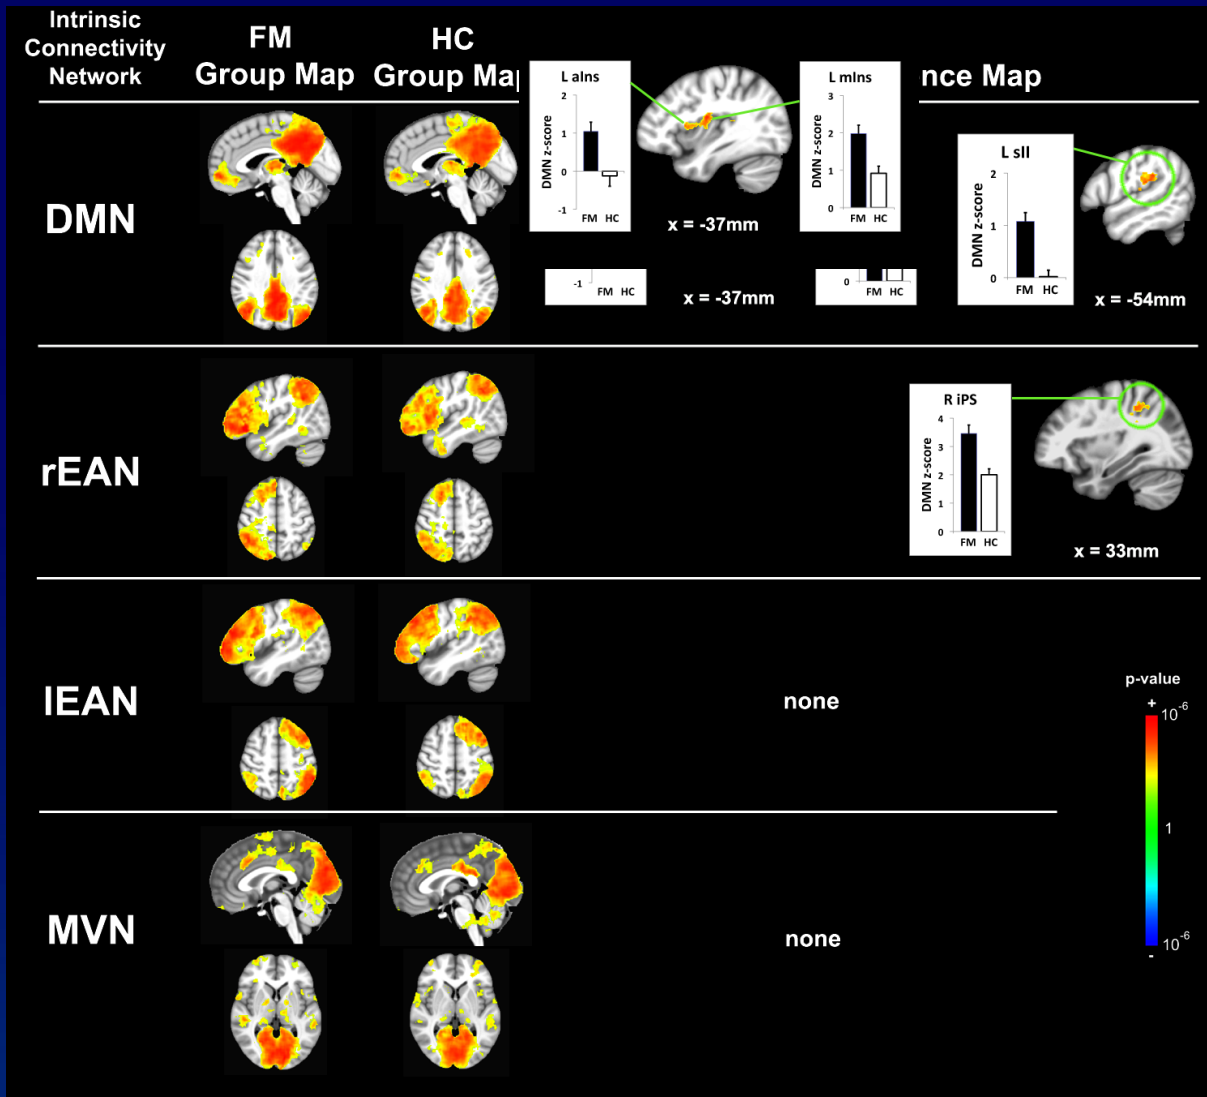 Intrinsic
Connectivity
Network
FM
Group Map
HC
Group Ma
nce Map
DMN
L aIns
DMN z-score
2
1
0
-1
FM HC
x = -37mm
L mIns
DMN z-score
3
2
1
0
FM HC
L sII
DMN z-score
2
1
0
FM HC
x = -54mm
-1
FM HC
x = -37mm
0
rEAN
R iPS
DMN z-score
4
3
2
1
0
FM HC
x = 33mm
lEAN
none
p-value
+
10-6
1
10-6
-
MVN
none